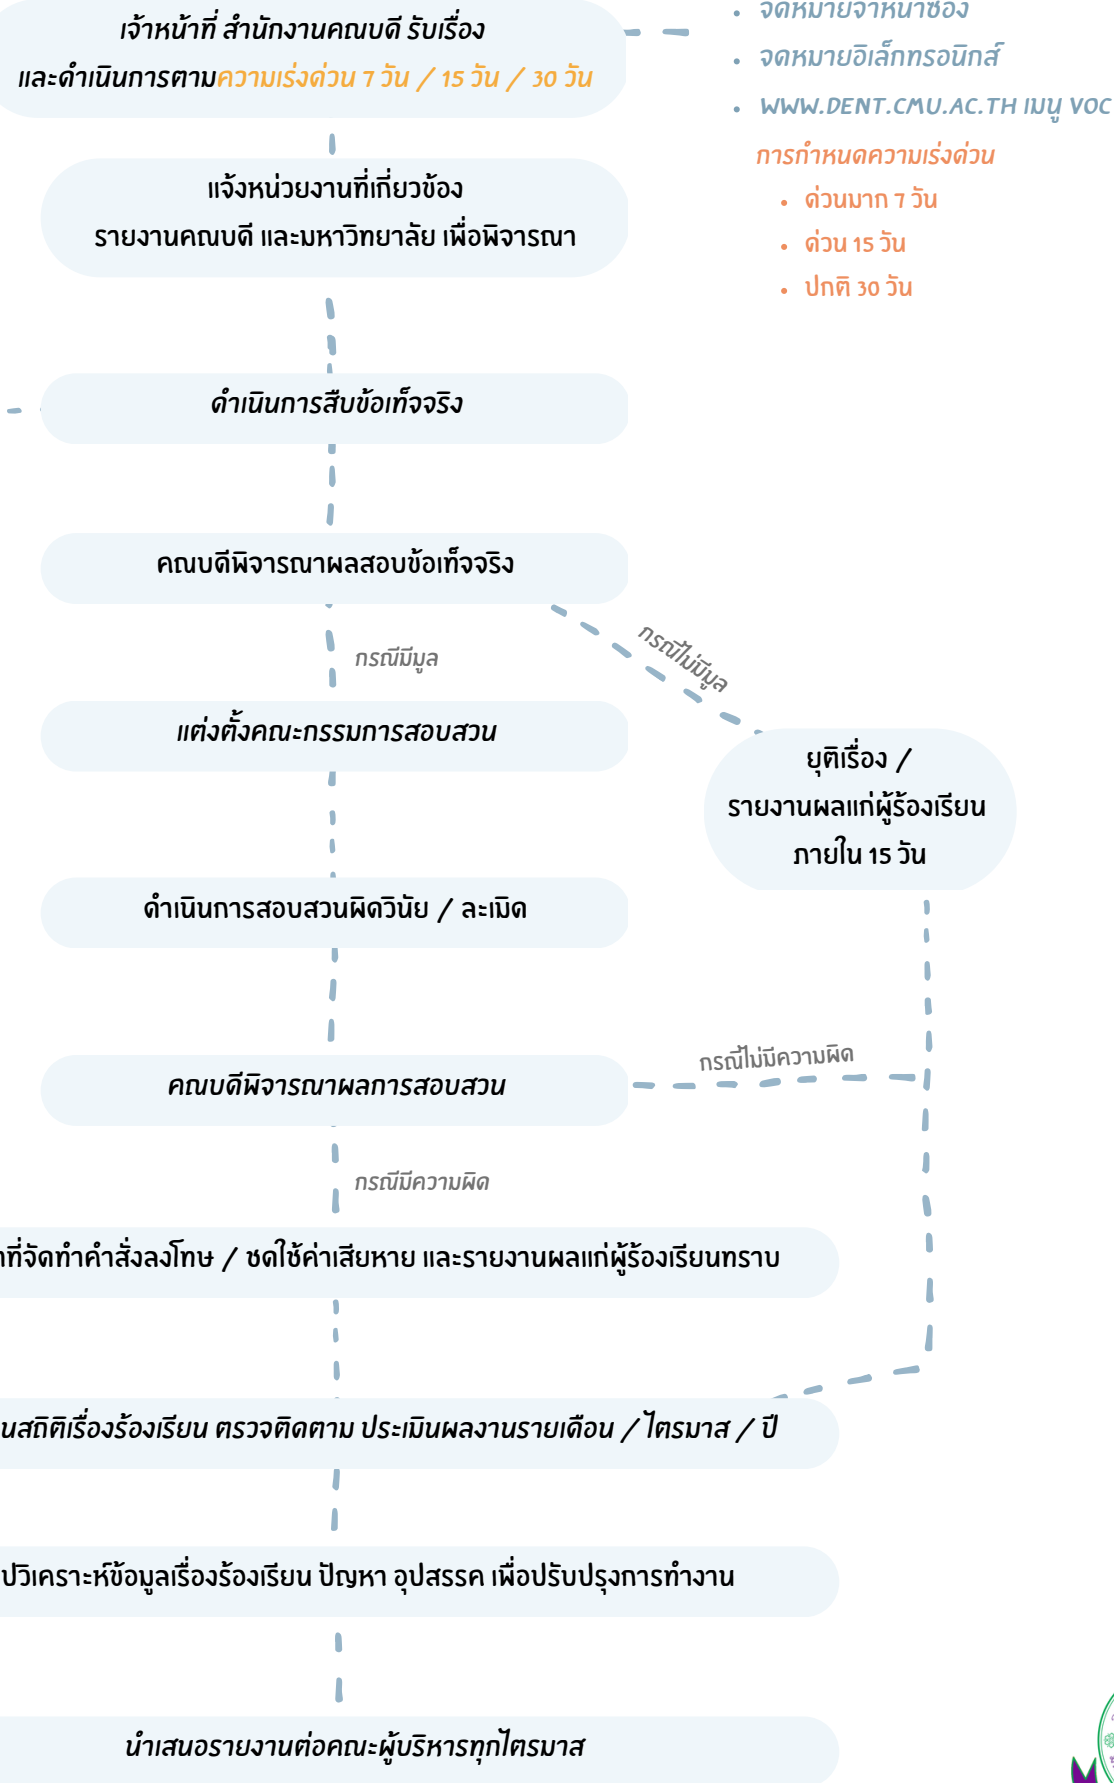 เจ้าหน้าที่ สำนักงานคณบดี รับเรื่อง
และดำเนินการตามความเร่งด่วน 7 วัน / 15 วัน / 30 วัน
จดหมายจ่าหน้าซอง
จดหมายอิเล็กทรอนิกส์
WWW.DENT.CMU.AC.TH เมนู VOC
การกำหนดความเร่งด่วน
ด่วนมาก 7 วัน
ด่วน 15 วัน
ปกติ 30 วัน
แจ้งหน่วยงานที่เกี่ยวข้อง
รายงานคณบดี และมหาวิทยาลัย เพื่อพิจารณา
ดำเนินการสืบข้อเท็จจริง
คณบดีพิจารณาผลสอบข้อเท็จจริง
กรณีมีมูล
กรณีไม่มีมูล
แต่งตั้งคณะกรรมการสอบสวน
ยุติเรื่อง /
รายงานผลแก่ผู้ร้องเรียน
ภายใน 15 วัน
ดำเนินการสอบสวนผิดวินัย / ละเมิด
คณบดีพิจารณาผลการสอบสวน
กรณีไม่มีความผิด
กรณีมีความผิด
ที่จัดทำคำสั่งลงโทษ / ชดใช้ค่าเสียหาย และรายงานผลแก่ผู้ร้องเรียนทราบ
นสถิติเรื่องร้องเรียน ตรวจติดตาม ประเมินผลงานรายเดือน / ไตรมาส / ปี
ปวิเคราะห์ข้อมูลเรื่องร้องเรียน ปัญหา อุปสรรค เพื่อปรับปรุงการทำงาน
นำเสนอรายงานต่อคณะผู้บริหารทุกไตรมาส